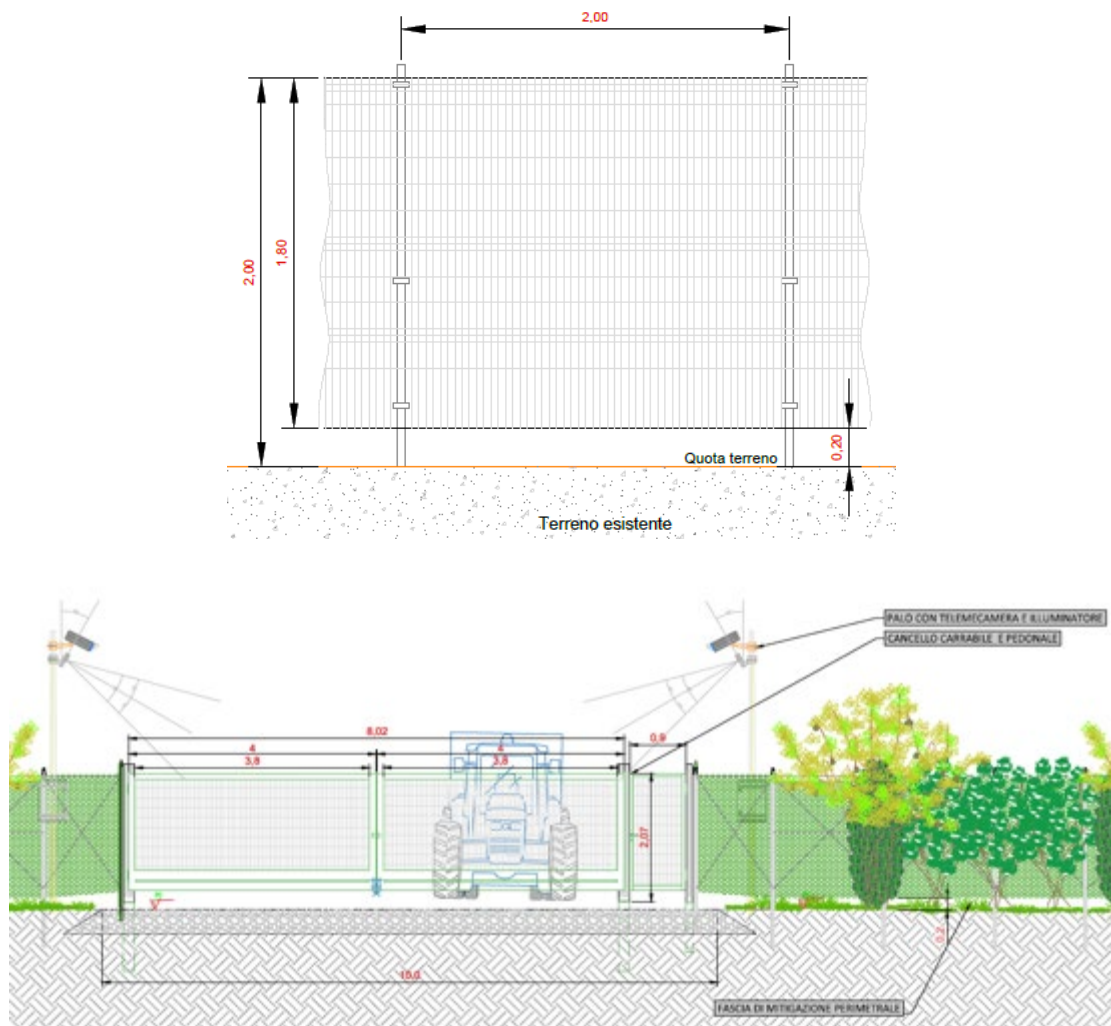 2,00
2,00
1,80
0,20
Quota terreno
Terreno esistente
PALO CON TELEMECAMERA E ILLUMINATORE
CANCELLO CARRABILE E PEDONALE
8,02
0,9
4
4
3,8
3,8
2,07
0,2
10,0
FASCIA DI MITIGAZIONE PERIMETRALE